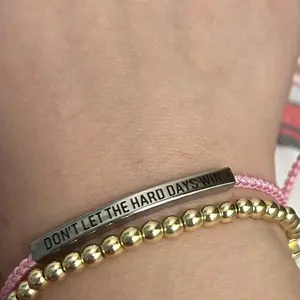 DON'T LET THE HARD DAYS WIN